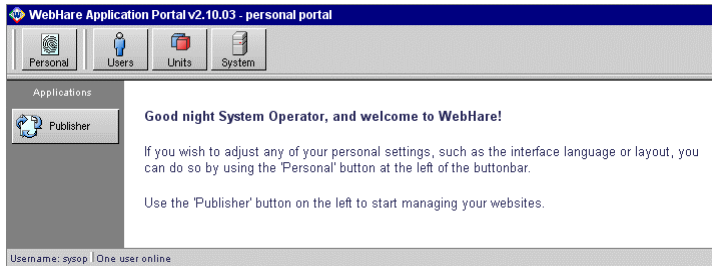 WebHare Application Portal v2.10.03 - personal portal
Personal Users Units System
Applications
Publisher
Good night System Operator, and welcome to WebHare!
If you wish to adjust any of your personal settings, such as the interface language or layout, you
can do so by using the 'Personal' button at the left of the buttonbar.
Use the 'Publisher' button on the left to start managing your websites.
Username: sysop One user online